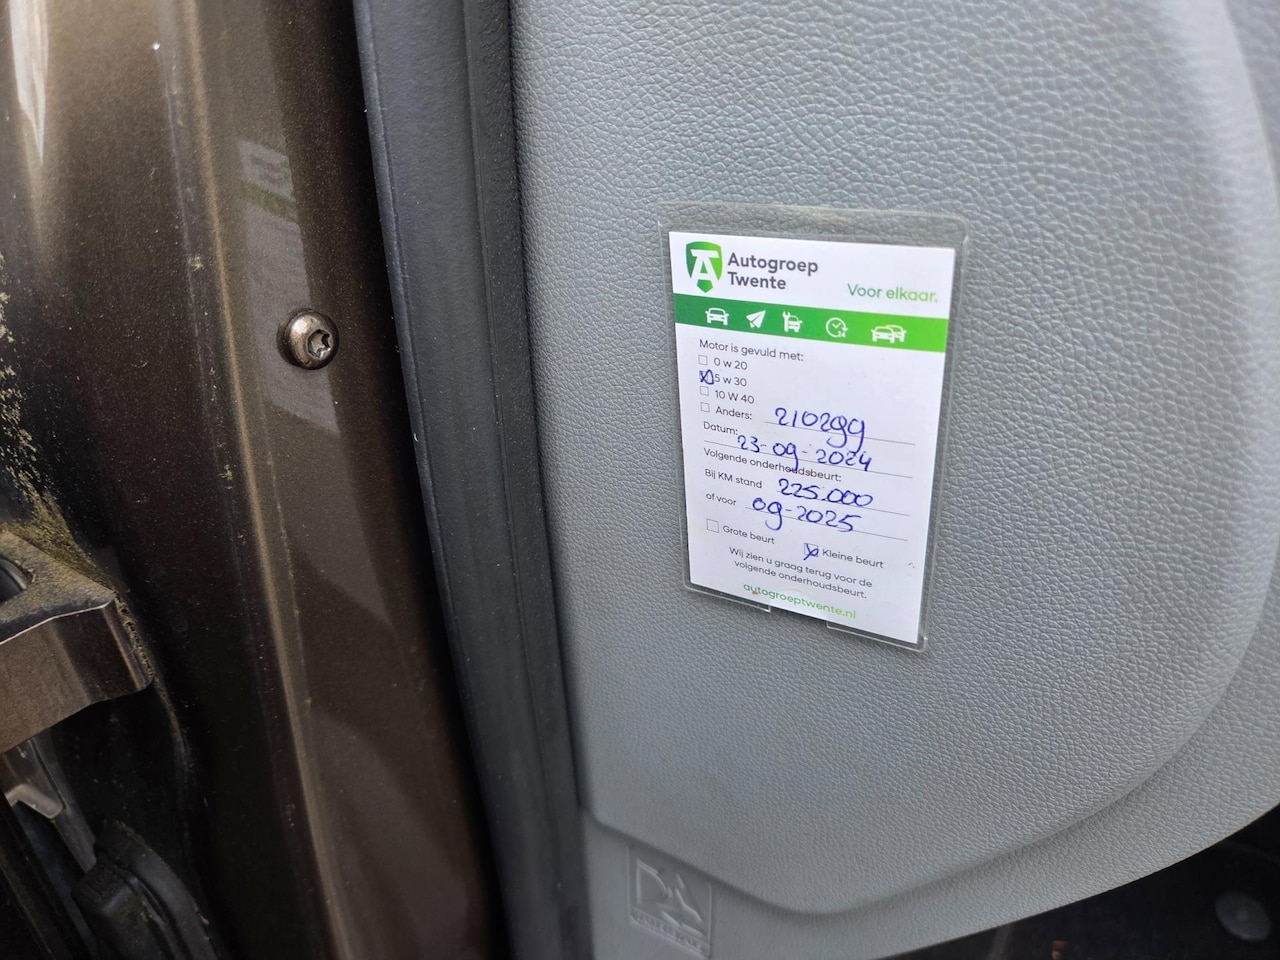 Autogroep
Twente
Voor elkaar.
Motor is gevuld met:
0 w 20
5 w 30
10 W 40
Anders: 210299
Datum: 23-09-2024
Volgende onderhoudsbeurt:
Bij KM stand 225.000
of voor 09-2025
Grote beurt Kleine beurt
Wij zien u graag terug voor de
volgende onderhoudsbeurt.
autogroeptwente.nl